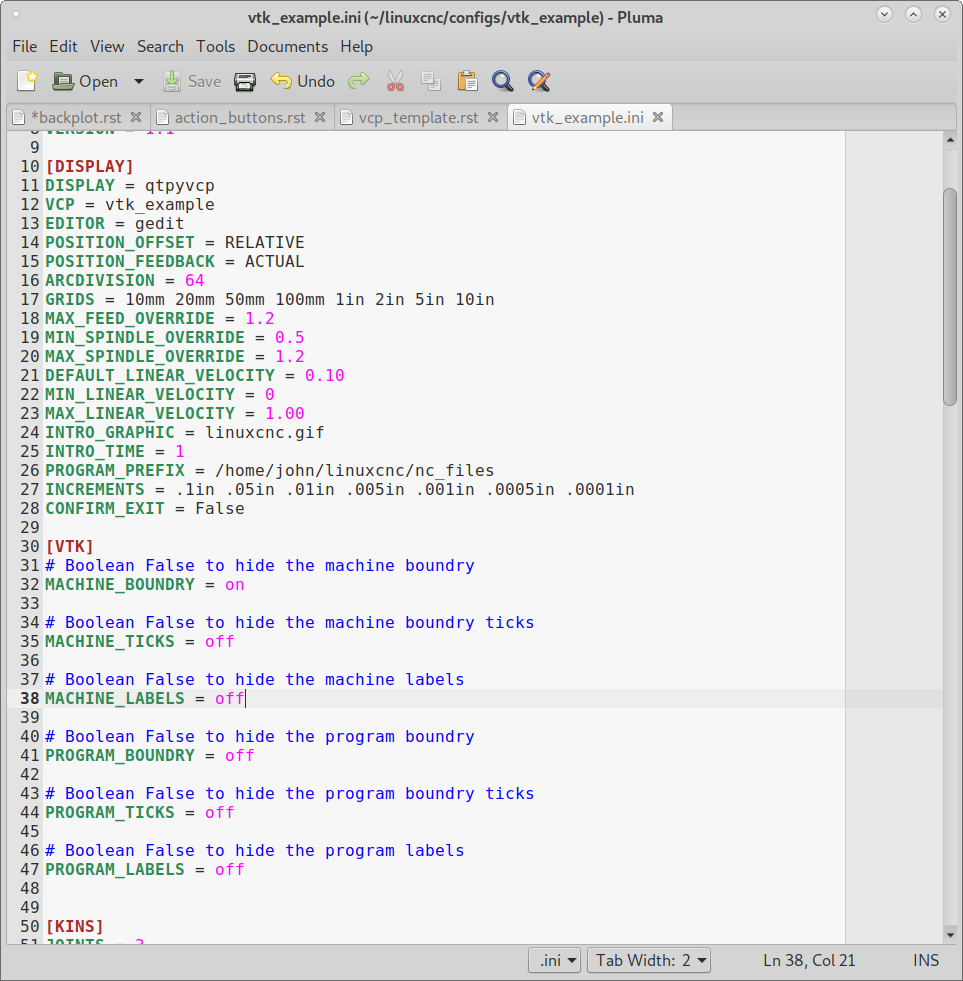 vtk_example.ini (~/linuxcnc/configs/vtk_example) - Pluma
File Edit View Search Tools Documents Help
Open Save Undo
*backplot.rst action_buttons.rst vcp_template.rst vtk_example.ini
8 VERSION = 1.1
9
10 [DISPLAY]
11 DISPLAY = qtpyvcp
12 VCP = vtk_example
13 EDITOR = gedit
14 POSITION_OFFSET = RELATIVE
15 POSITION_FEEDBACK = ACTUAL
16 ARCDIVISION = 64
17 GRIDS = 10mm 20mm 50mm 100mm 1in 2in 5in 10in
18 MAX_FEED_OVERRIDE = 1.2
19 MIN_SPINDLE_OVERRIDE = 0.5
20 MAX_SPINDLE_OVERRIDE = 1.2
21 DEFAULT_LINEAR_VELOCITY = 0.10
22 MIN_LINEAR_VELOCITY = 0
23 MAX_LINEAR_VELOCITY = 1.00
24 INTRO_GRAPHIC = linuxcnc.gif
25 INTRO_TIME = 1
26 PROGRAM_PREFIX = /home/john/linuxcnc/nc_files
27 INCREMENTS = .1in .05in .01in .005in .001in .0005in .0001in
28 CONFIRM_EXIT = False
29
30 [VTK]
31 # Boolean False to hide the machine boundry
32 MACHINE_BOUNDRY = on
33
34 # Boolean False to hide the machine boundry ticks
35 MACHINE_TICKS = off
36
37 # Boolean False to hide the machine labels
38 MACHINE_LABELS = off
39
40 # Boolean False to hide the program boundry
41 PROGRAM_BOUNDRY = off
42
43 # Boolean False to hide the program boundry ticks
44 PROGRAM_TICKS = off
45
46 # Boolean False to hide the program labels
47 PROGRAM_LABELS = off
48
49
50 [KINS]
51 JOINTS = 3
.ini Tab Width: 2 Ln 38, Col 21 INS